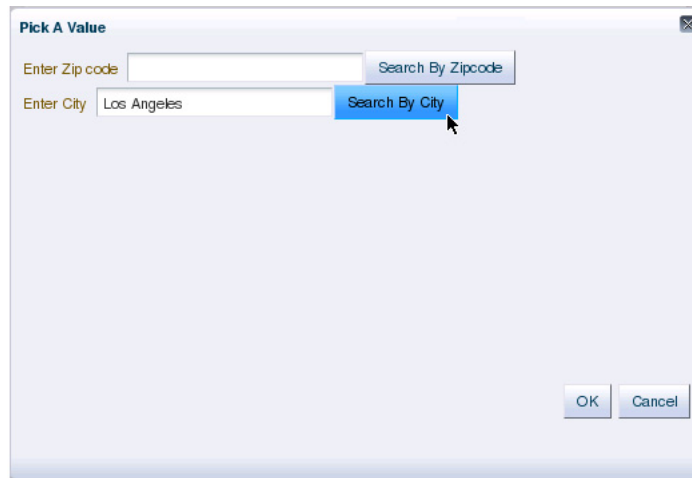 Pick A Value
Enter Zip code Search By Zipcode
Enter City Los Angeles Search By City
OK Cancel